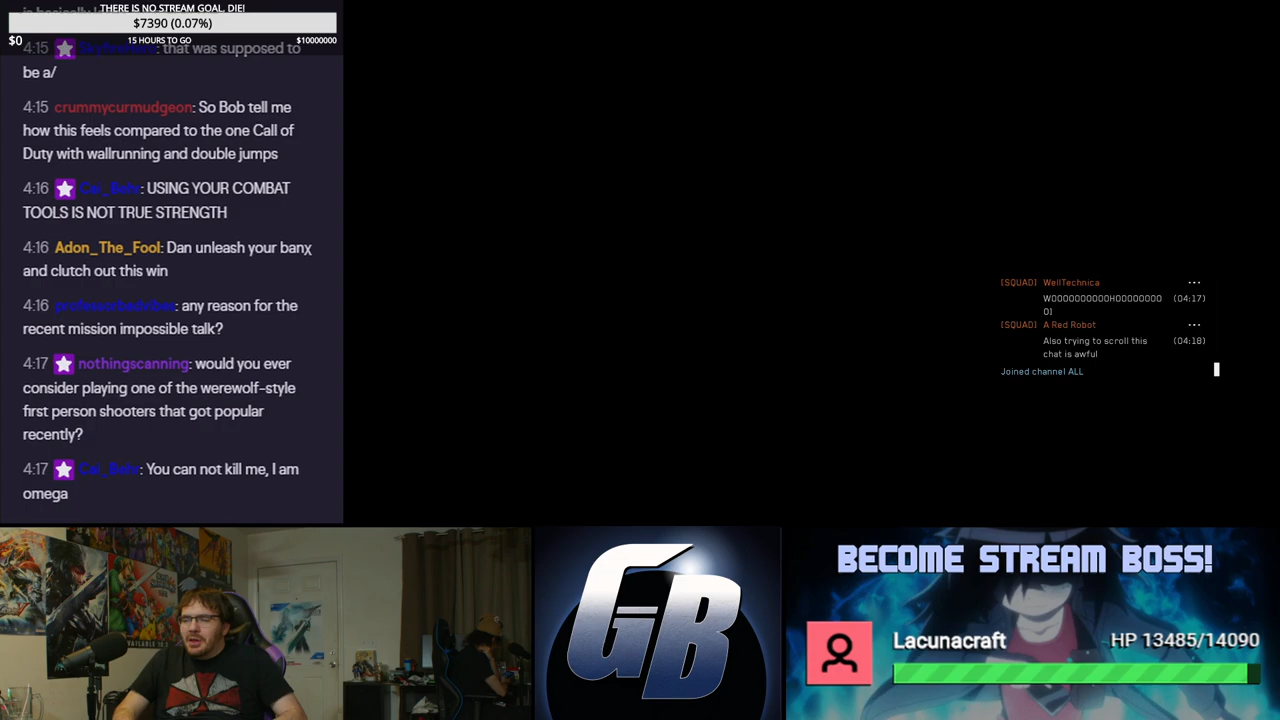 THERE IS NO STREAM GOAL, DIE!
$7390 (0.07%)
$0
15 HOURS TO GO
$10000000
4:15 : that was supposed to
be a/
4:15 crummycurmudgeon: So Bob tell me
how this feels compared to the one Call of
Duty with wallrunning and double jumps
4:16 Cai_Behr: USING YOUR COMBAT
TOOLS IS NOT TRUE STRENGTH
4:16 Adon_The_Fool: Dan unleash your banx
and clutch out this win
4:16 : any reason for the
recent mission impossible talk?
4:17 nothingscanning: would you ever
consider playing one of the werewolf-style
first person shooters that got popular
recently?
4:17 Cai_Behr: You can not kill me, I am
omega
[SQUAD] WellTechnica ...
(04:17)
[SQUAD] A Red Robot ...
Also trying to scroll this (04:18)
chat is awful
Joined channel ALL
AVAILABLE
GB
BECOME STREAM BOSS!
Lacunacraft HP 13485/14090